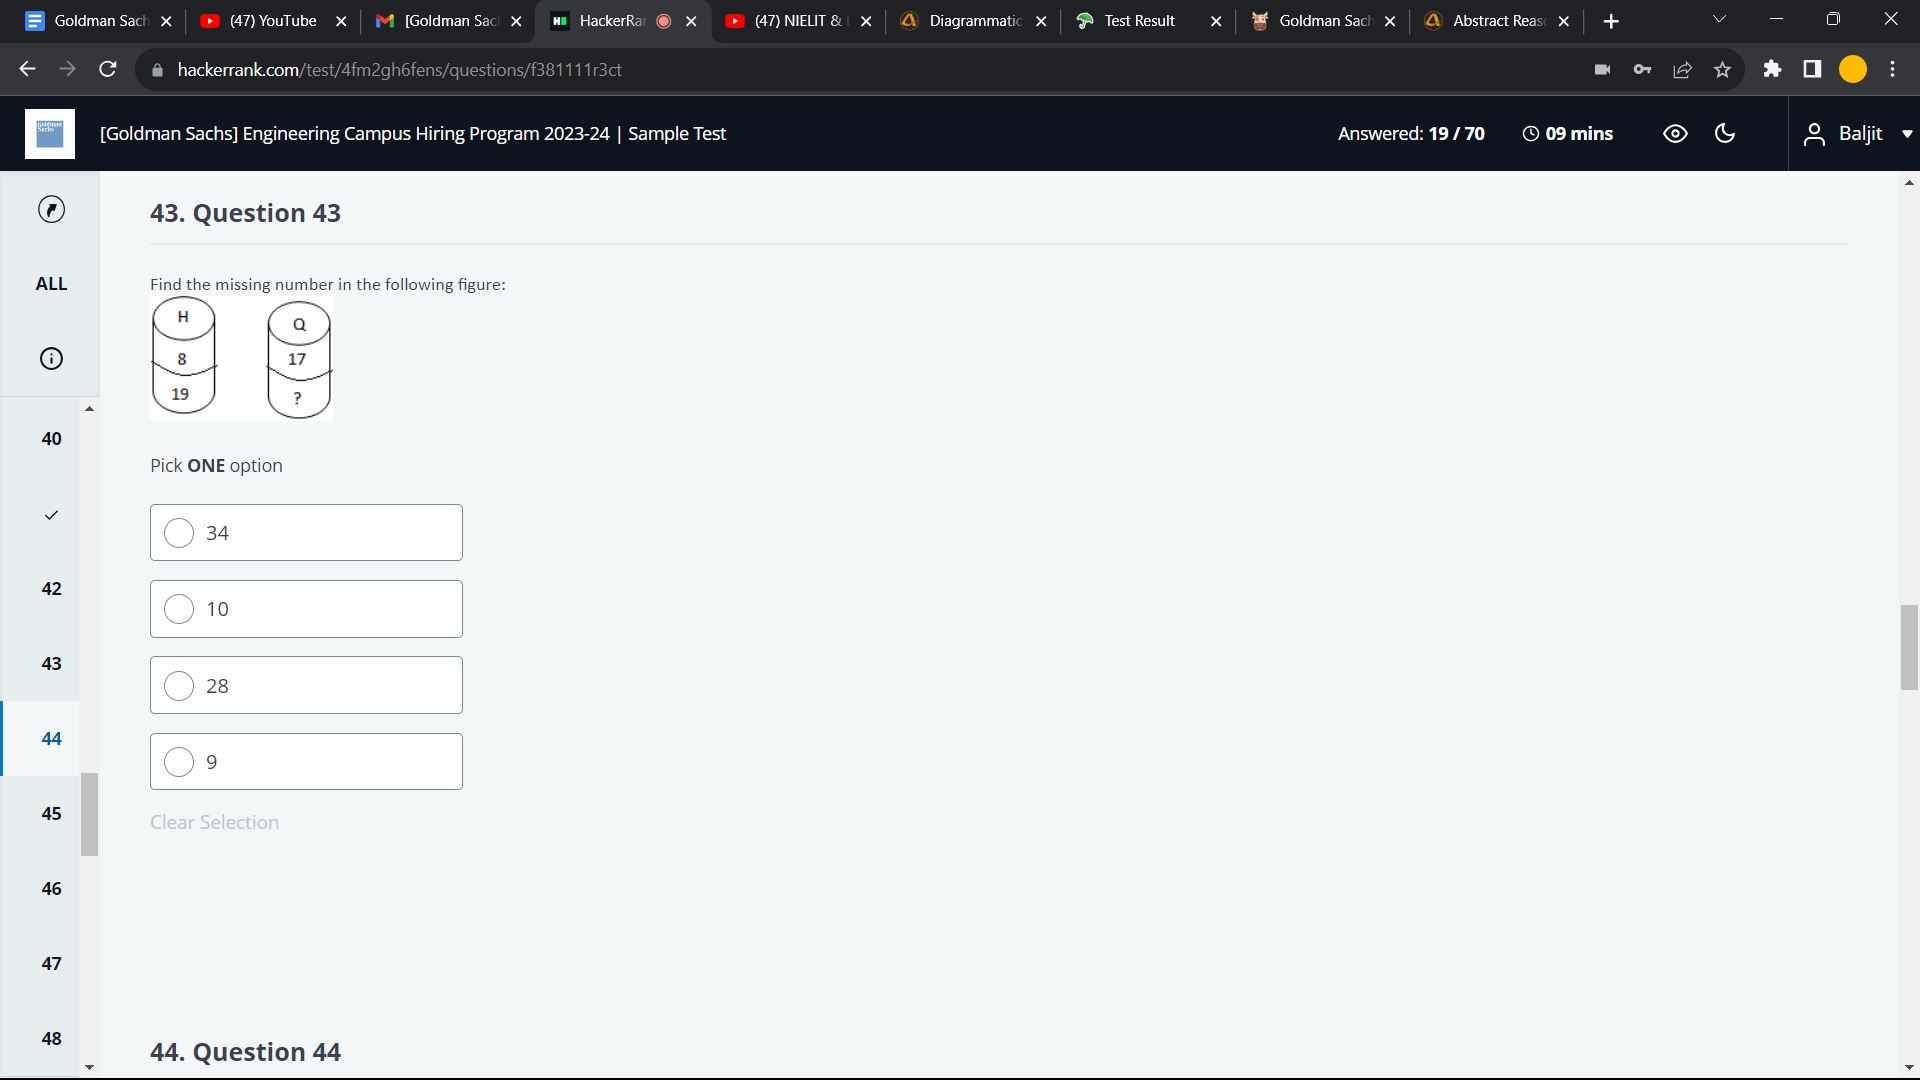 Goldman Sach
(47) YouTube
[Goldman Sac
HackerRar
(47) NIELIT &
Diagrammatic
Test Result
Goldman Sach
Abstract Reaso
hackerrank.com/test/4fm2gh6fens/questions/f381111r3ct
Goldman Sachs
[Goldman Sachs] Engineering Campus Hiring Program 2023-24 | Sample Test
Answered: 19 / 70
09 mins
Baljit
ALL
40
42
43
44
45
46
47
48
43. Question 43
Find the missing number in the following figure:
H
Q
8
17
19
?
Pick ONE option
34
10
28
9
Clear Selection
44. Question 44